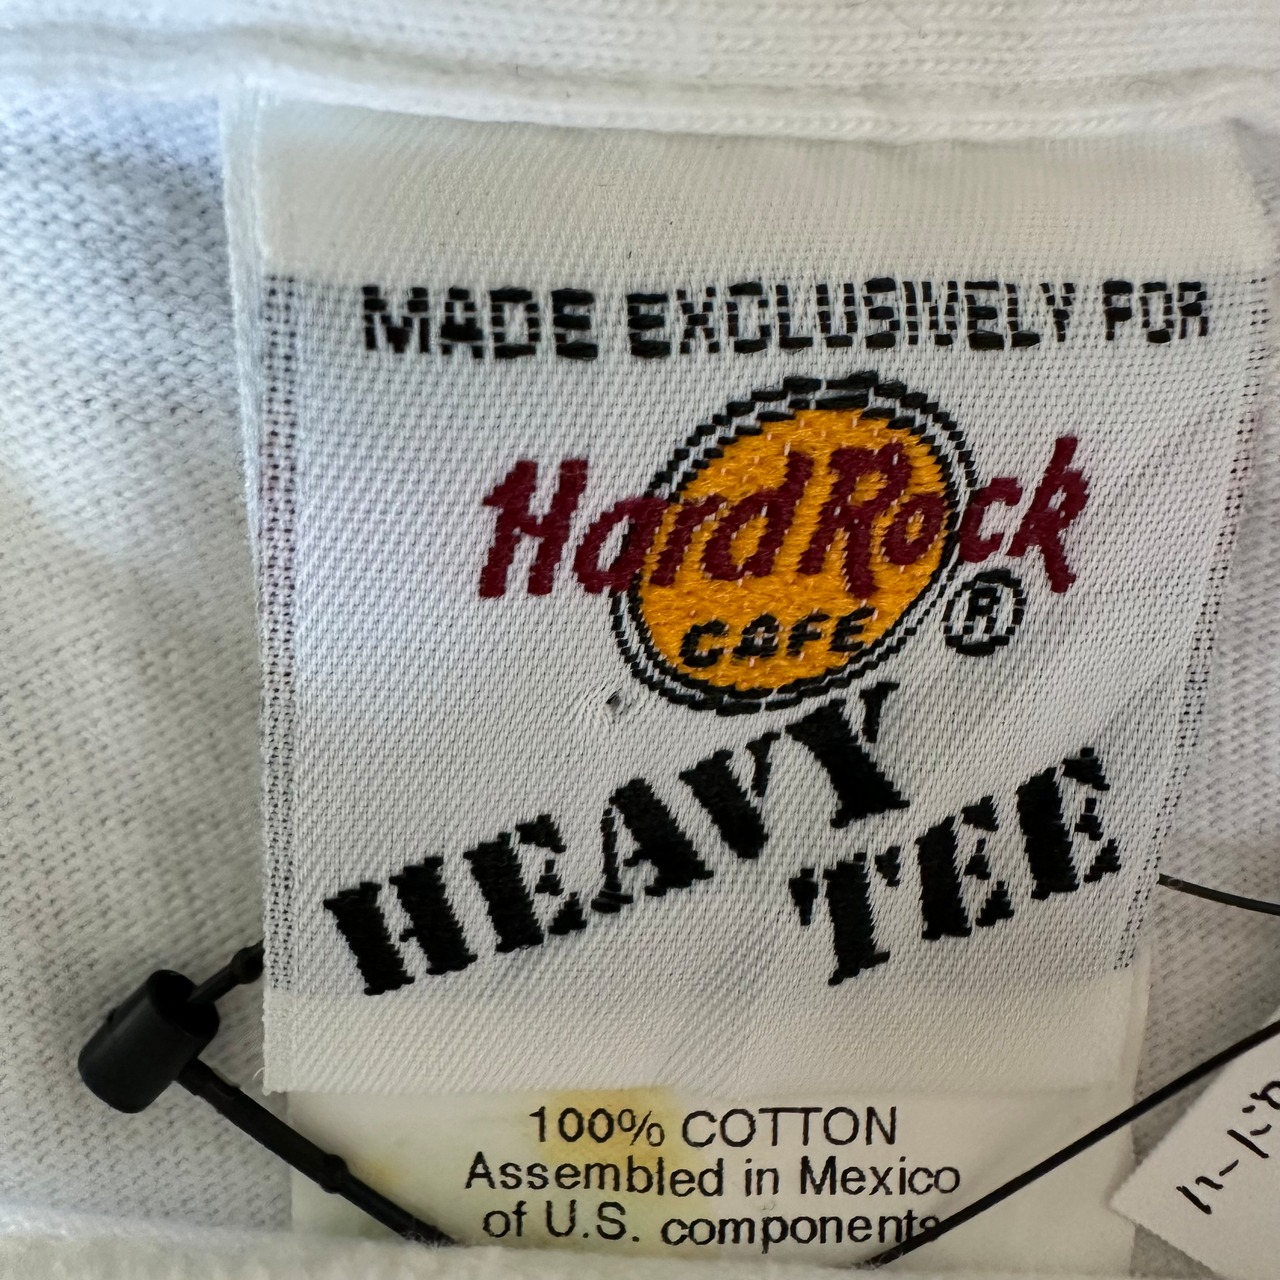 MADE EXCLUSIVELY FOR
Hard Rock
CAFE ®
HEAVY
TEE
100% COTTON
Assembled in Mexico
of U.S. components